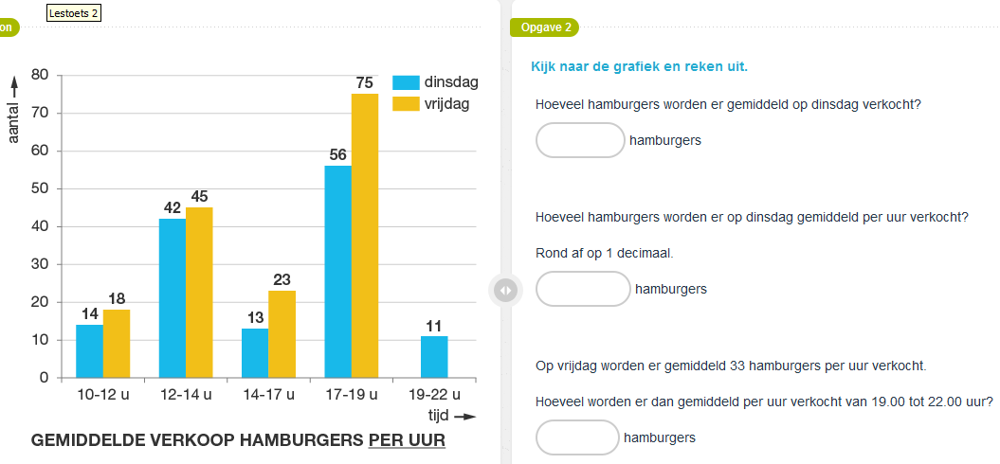 Lestoets 2
on
80
70
60
50
40
30
20
10
0
aantal
dinsdag
vrijdag
14
18
42
45
13
23
56
75
11
10-12 u
12-14 u
14-17 u
17-19 u
19-22 u
tijd
GEMIDDELDE VERKOOP HAMBURGERS PER UUR
Opgave 2
Kijk naar de grafiek en reken uit.
Hoeveel hamburgers worden er gemiddeld op dinsdag verkocht?
hamburgers
Hoeveel hamburgers worden er op dinsdag gemiddeld per uur verkocht?
Rond af op 1 decimaal.
hamburgers
Op vrijdag worden er gemiddeld 33 hamburgers per uur verkocht.
Hoeveel worden er dan gemiddeld per uur verkocht van 19.00 tot 22.00 uur?
hamburgers